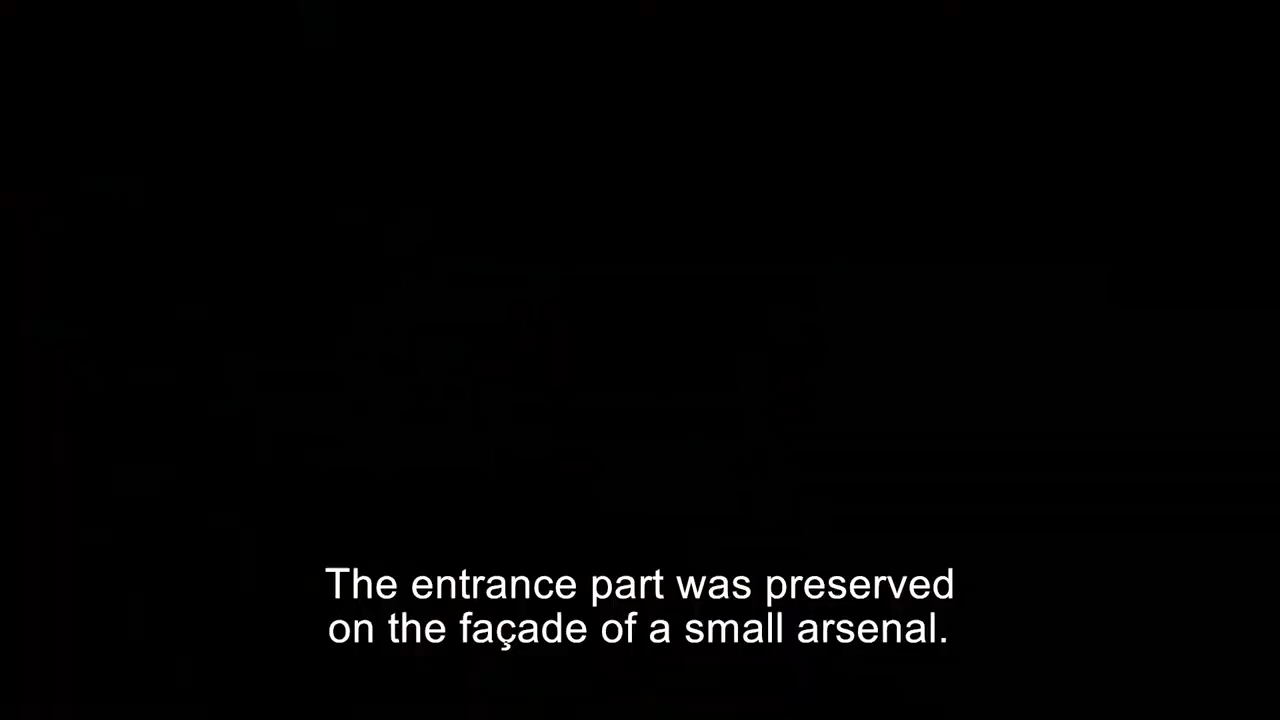 The entrance part was preserved
on the façade of a small arsenal.